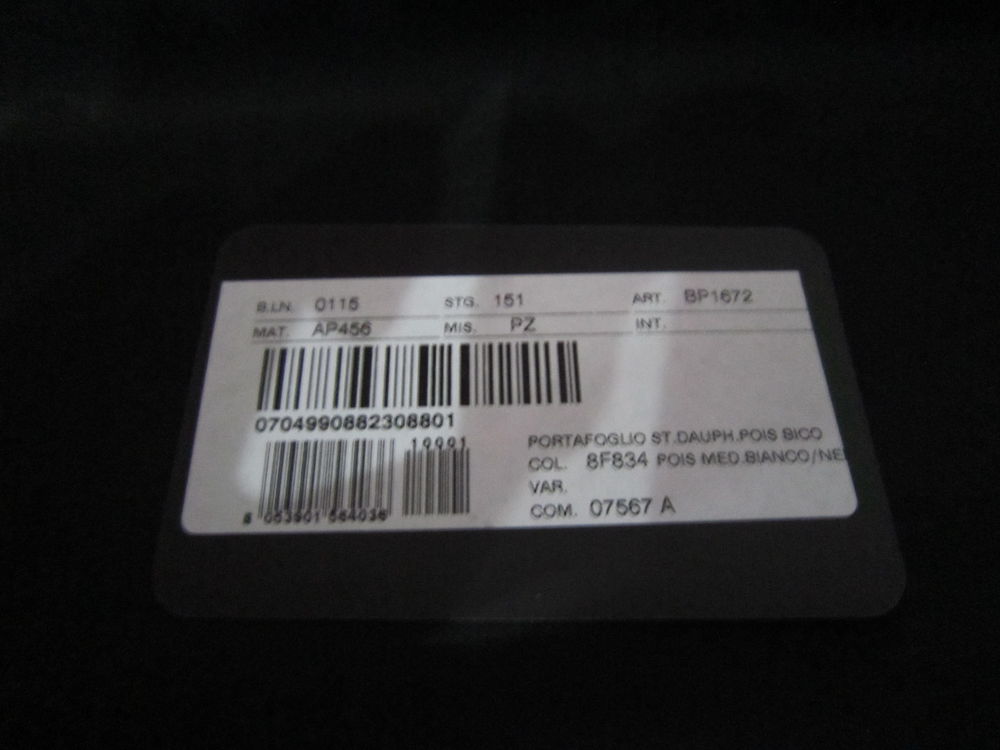 B.LN. 0115 STG. 151 ART. BP1672
MAT. AP456 MIS. PZ INT.
0704990882308801
10001
PORTAFOGLIO ST.DAUPH.POIS BICO
COL. 8F834 POIS MED.BIANCO/NE
VAR.
COM. 07567 A